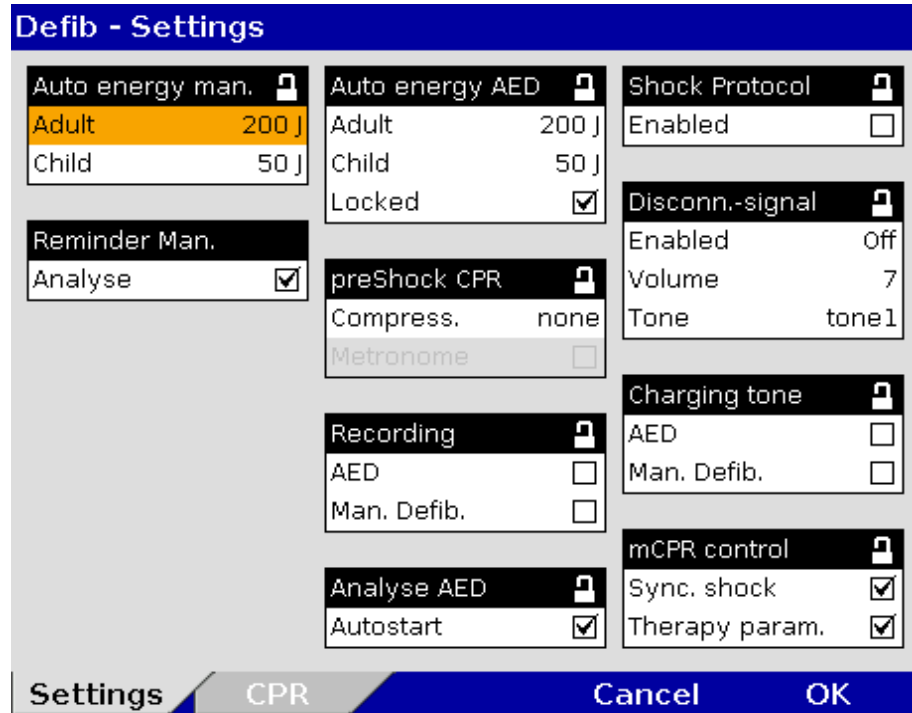 Defib - Settings
Auto energy man.
Adult 200 J
Child 50 J
Reminder Man.
Analyse
Auto energy AED
Adult 200 J
Child 50 J
Locked
preShock CPR
Compress. none
Metronome
Recording
AED
Man. Defib.
Analyse AED
Autostart
Shock Protocol
Enabled
Disconn.-signal
Enabled Off
Volume 7
Tone tone1
Charging tone
AED
Man. Defib.
mCPR control
Sync. shock
Therapy param.
Settings CPR Cancel OK